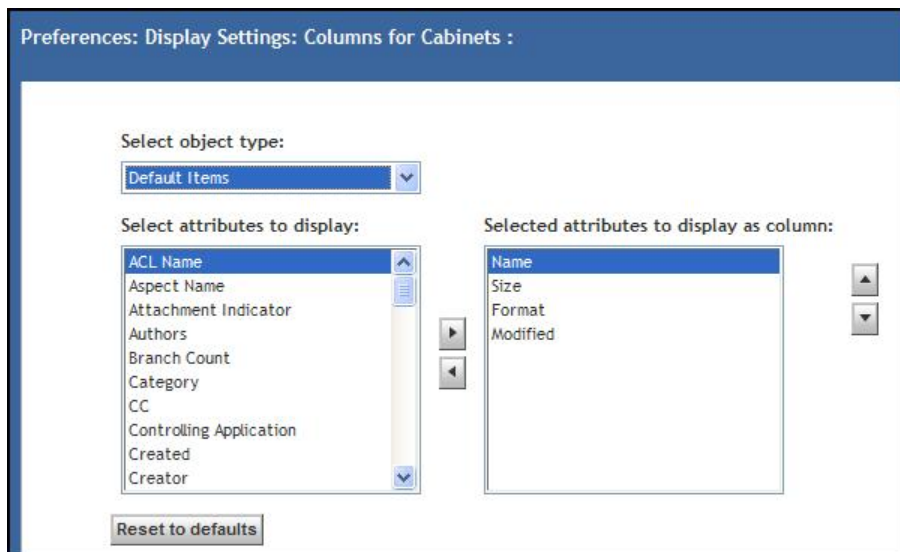 Preferences: Display Settings: Columns for Cabinets :
Select object type:
Default Items
Select attributes to display:
ACL Name
Aspect Name
Attachment Indicator
Authors
Branch Count
Category
CC
Controlling Application
Created
Creator
Selected attributes to display as column:
Name
Size
Format
Modified
Reset to defaults